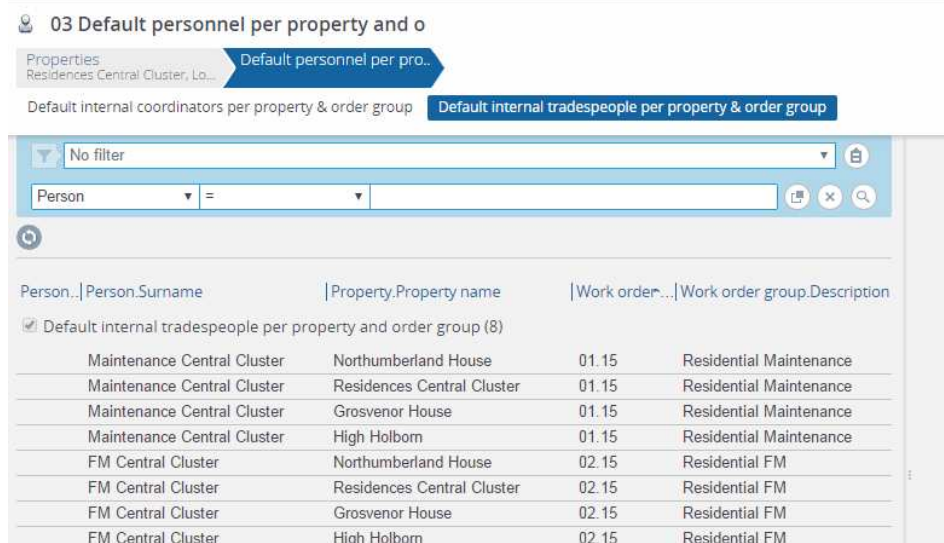 03 Default personnel per property and o
Properties
Residences Central Cluster, Lo...
Default personnel per pro..
Default internal coordinators per property & order group Default internal tradespeople per property & order group
No filter
Person =
Person.. Person.Surname Property.Property name Work order... Work order group.Description
Default internal tradespeople per property and order group (8)
Maintenance Central Cluster Northumberland House 01.15 Residential Maintenance
Maintenance Central Cluster Residences Central Cluster 01.15 Residential Maintenance
Maintenance Central Cluster Grosvenor House 01.15 Residential Maintenance
Maintenance Central Cluster High Holborn 01.15 Residential Maintenance
FM Central Cluster Northumberland House 02.15 Residential FM
FM Central Cluster Residences Central Cluster 02.15 Residential FM
FM Central Cluster Grosvenor House 02.15 Residential FM
FM Central Cluster High Holborn 02.15 Residential FM